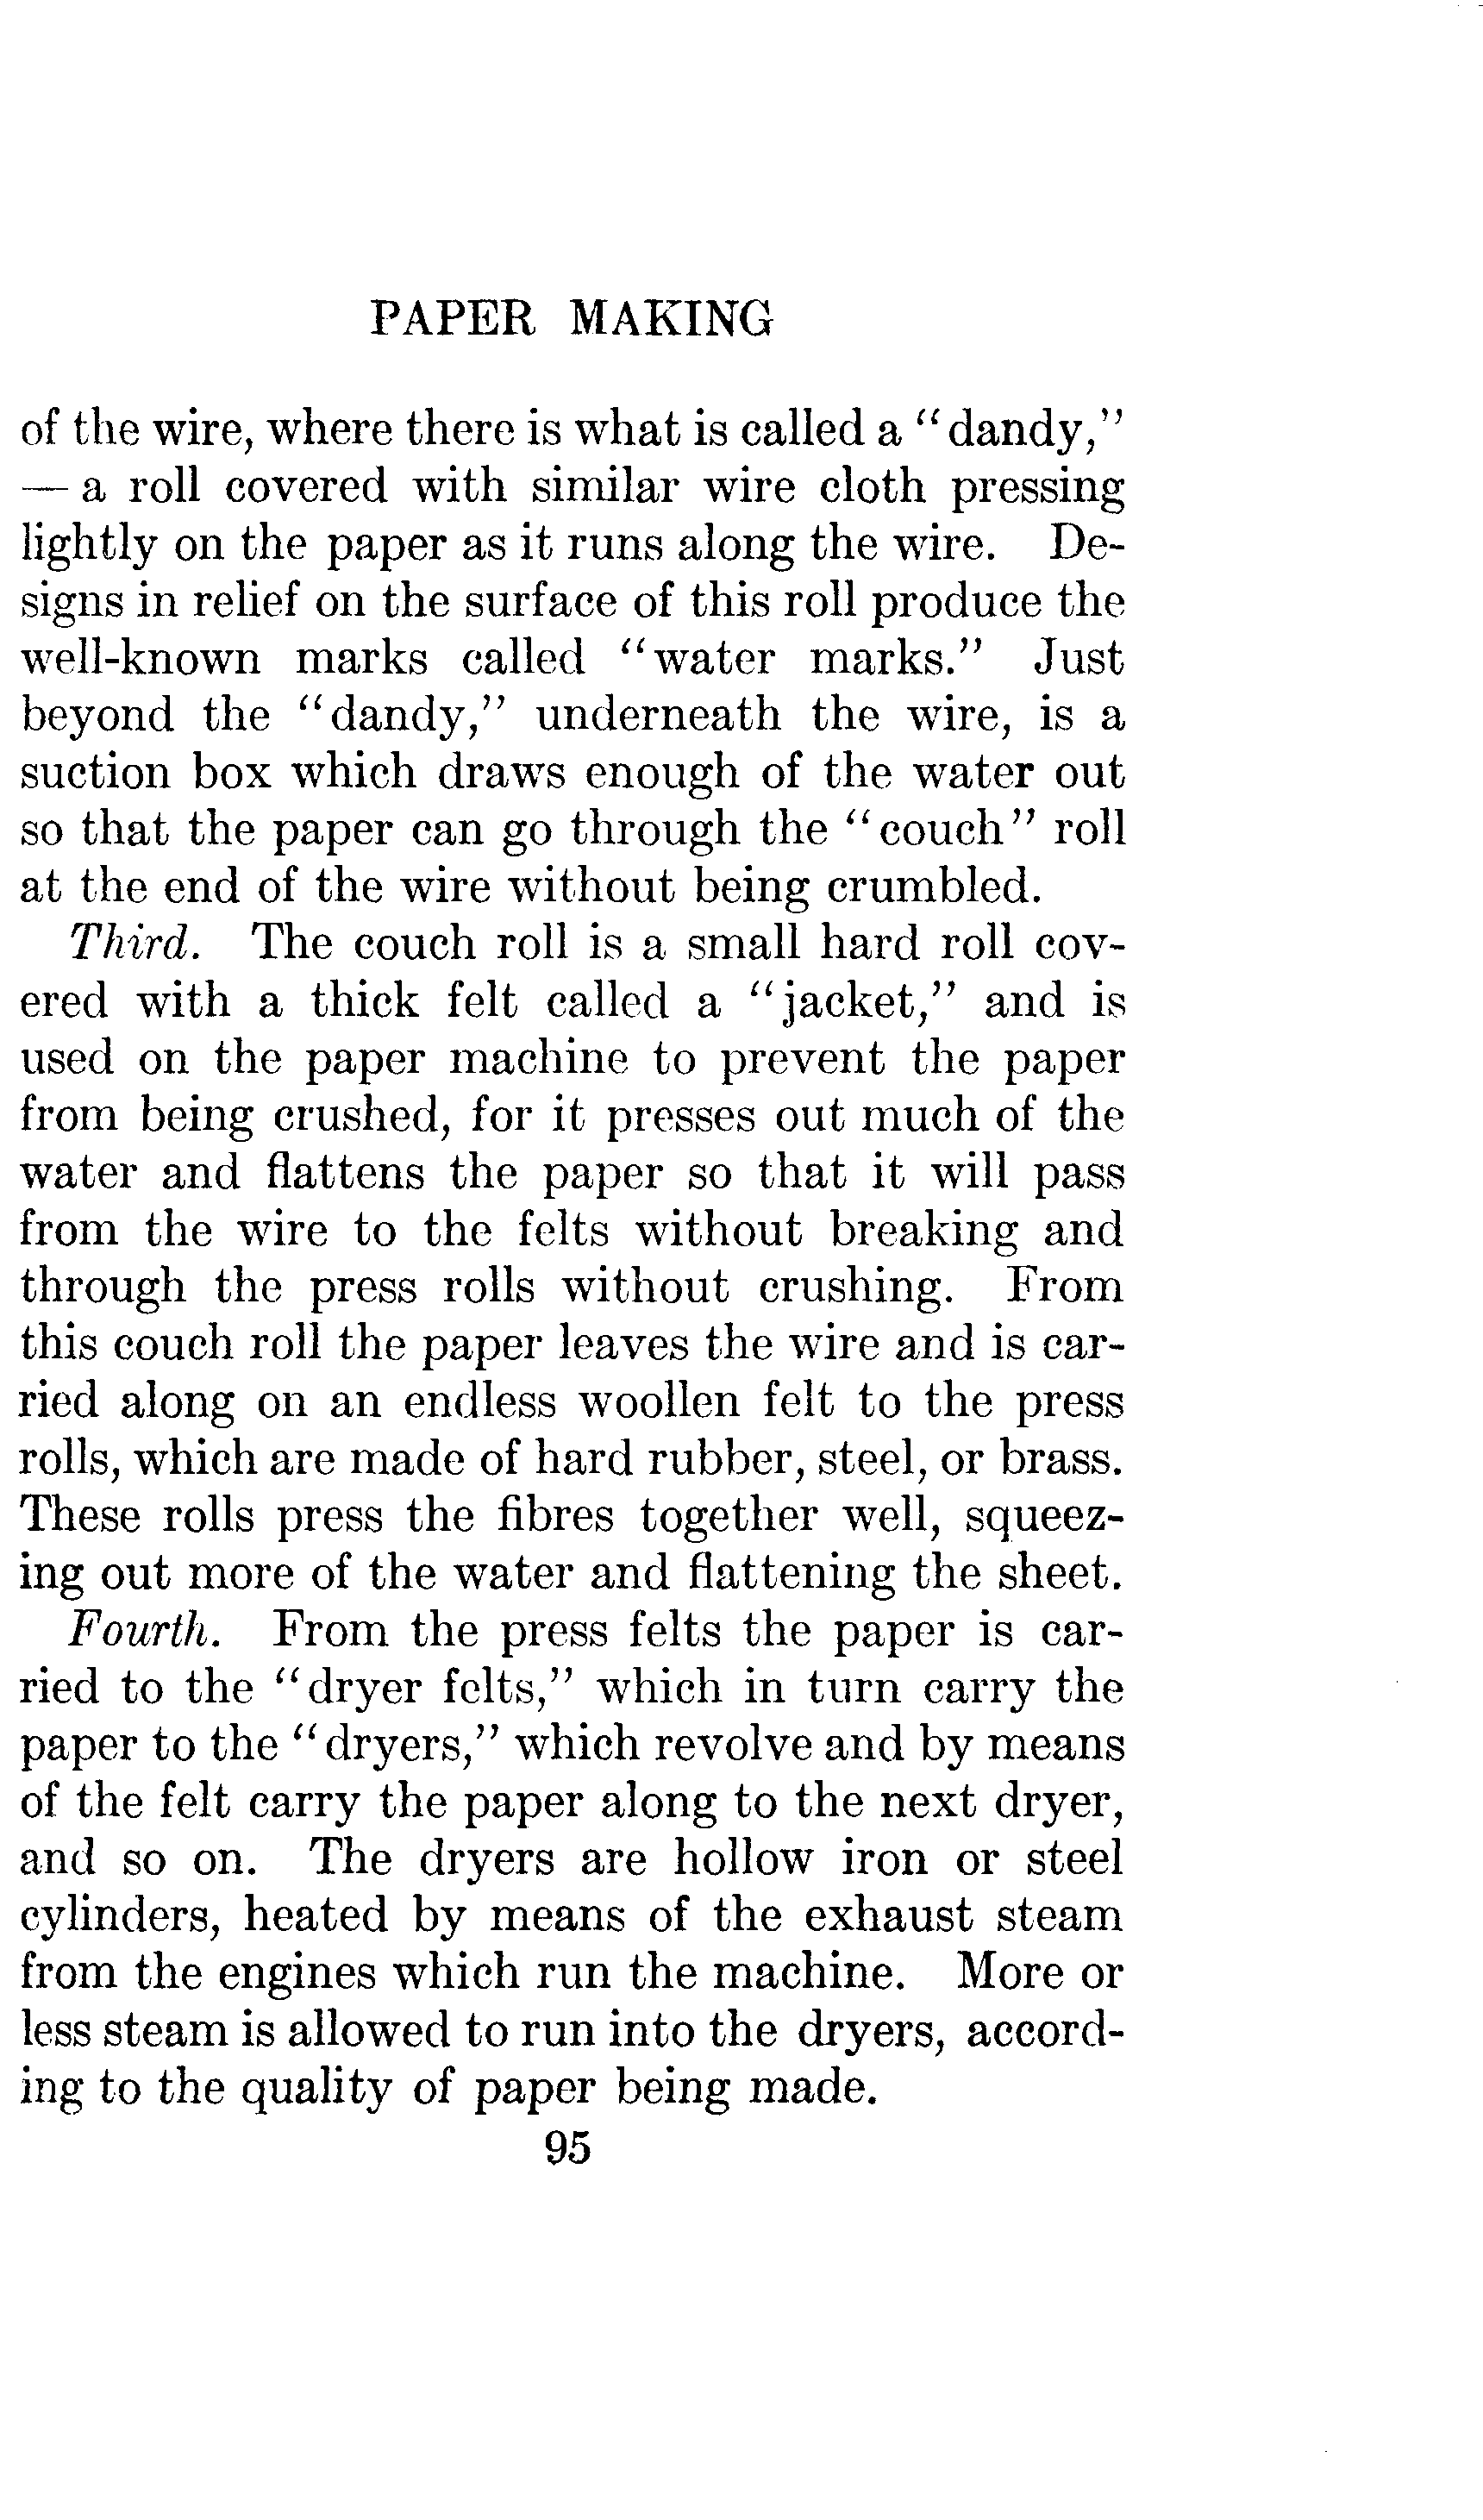 PAPER MAKING
of the wire, where there is what is called a "dandy,"
— a roll covered with similar wire cloth pressing
lightly on the paper as it runs along the wire. De-
signs in relief on the surface of this roll produce the
well-known marks called "water marks." Just
beyond the "dandy," underneath the wire, is a
suction box which draws enough of the water out
so that the paper can go through the "couch" roll
at the end of the wire without being crumbled.
Third. The couch roll is a small hard roll cov-
ered with a thick felt called a "jacket," and is
used on the paper machine to prevent the paper
from being crushed, for it presses out much of the
water and flattens the paper so that it will pass
from the wire to the felts without breaking and
through the press rolls without crushing. From
this couch roll the paper leaves the wire and is car-
ried along on an endless woollen felt to the press
rolls, which are made of hard rubber, steel, or brass.
These rolls press the fibres together well, squeez-
ing out more of the water and flattening the sheet.
Fourth. From the press felts the paper is car-
ried to the "dryer felts," which in turn carry the
paper to the "dryers," which revolve and by means
of the felt carry the paper along to the next dryer,
and so on. The dryers are hollow iron or steel
cylinders, heated by means of the exhaust steam
from the engines which run the machine. More or
less steam is allowed to run into the dryers, accord-
ing to the quality of paper being made.
95